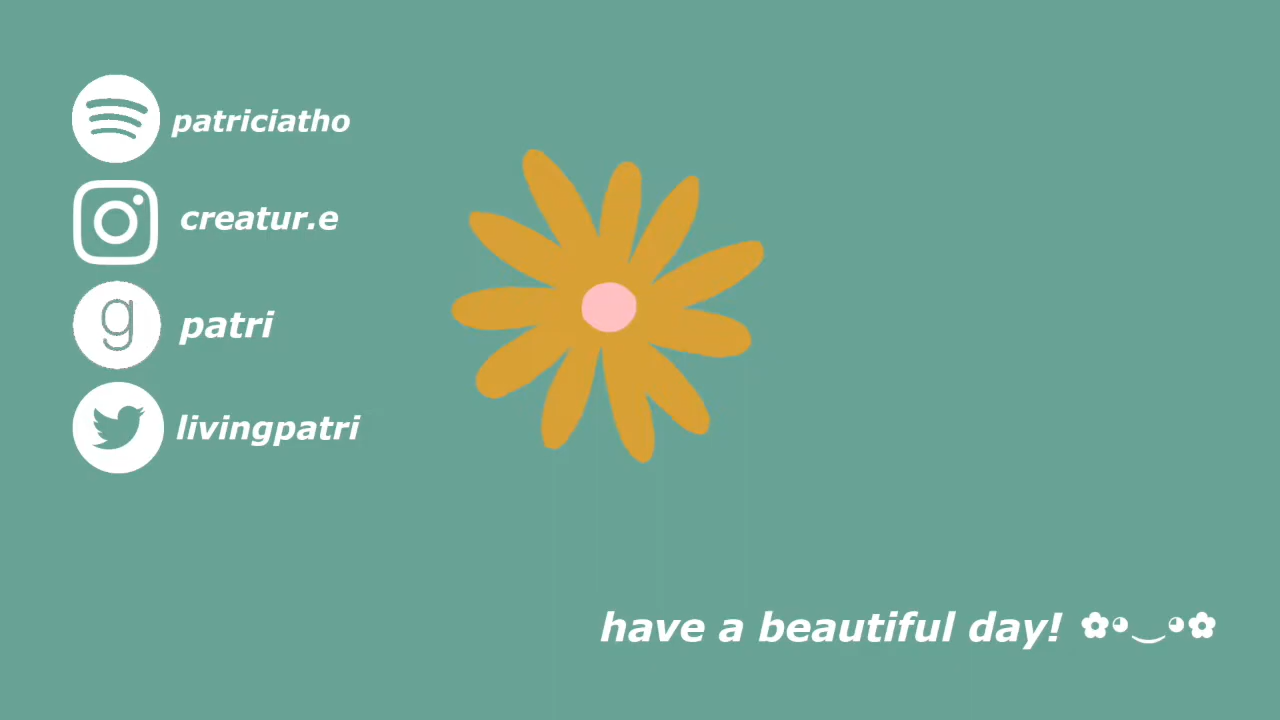 patriciatho
creatur.e
g patri
livingpatri
have a beautiful day! ✿◕‿◕✿